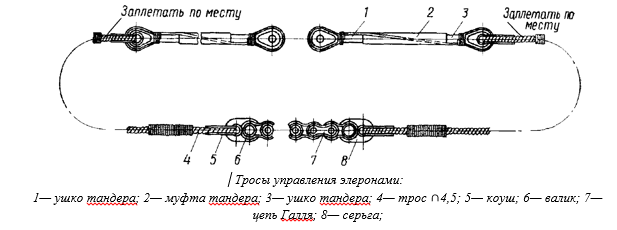 Заплетать по месту
1
2
3
Заплетать по
месту
4
5
6
7
8
Тросы управления элеронами:
1— ушко тандера; 2— муфта тандера; 3— ушко тандера; 4— трос ∩4,5; 5— коуш; 6— валик; 7—
цепь Галля; 8— серьга;